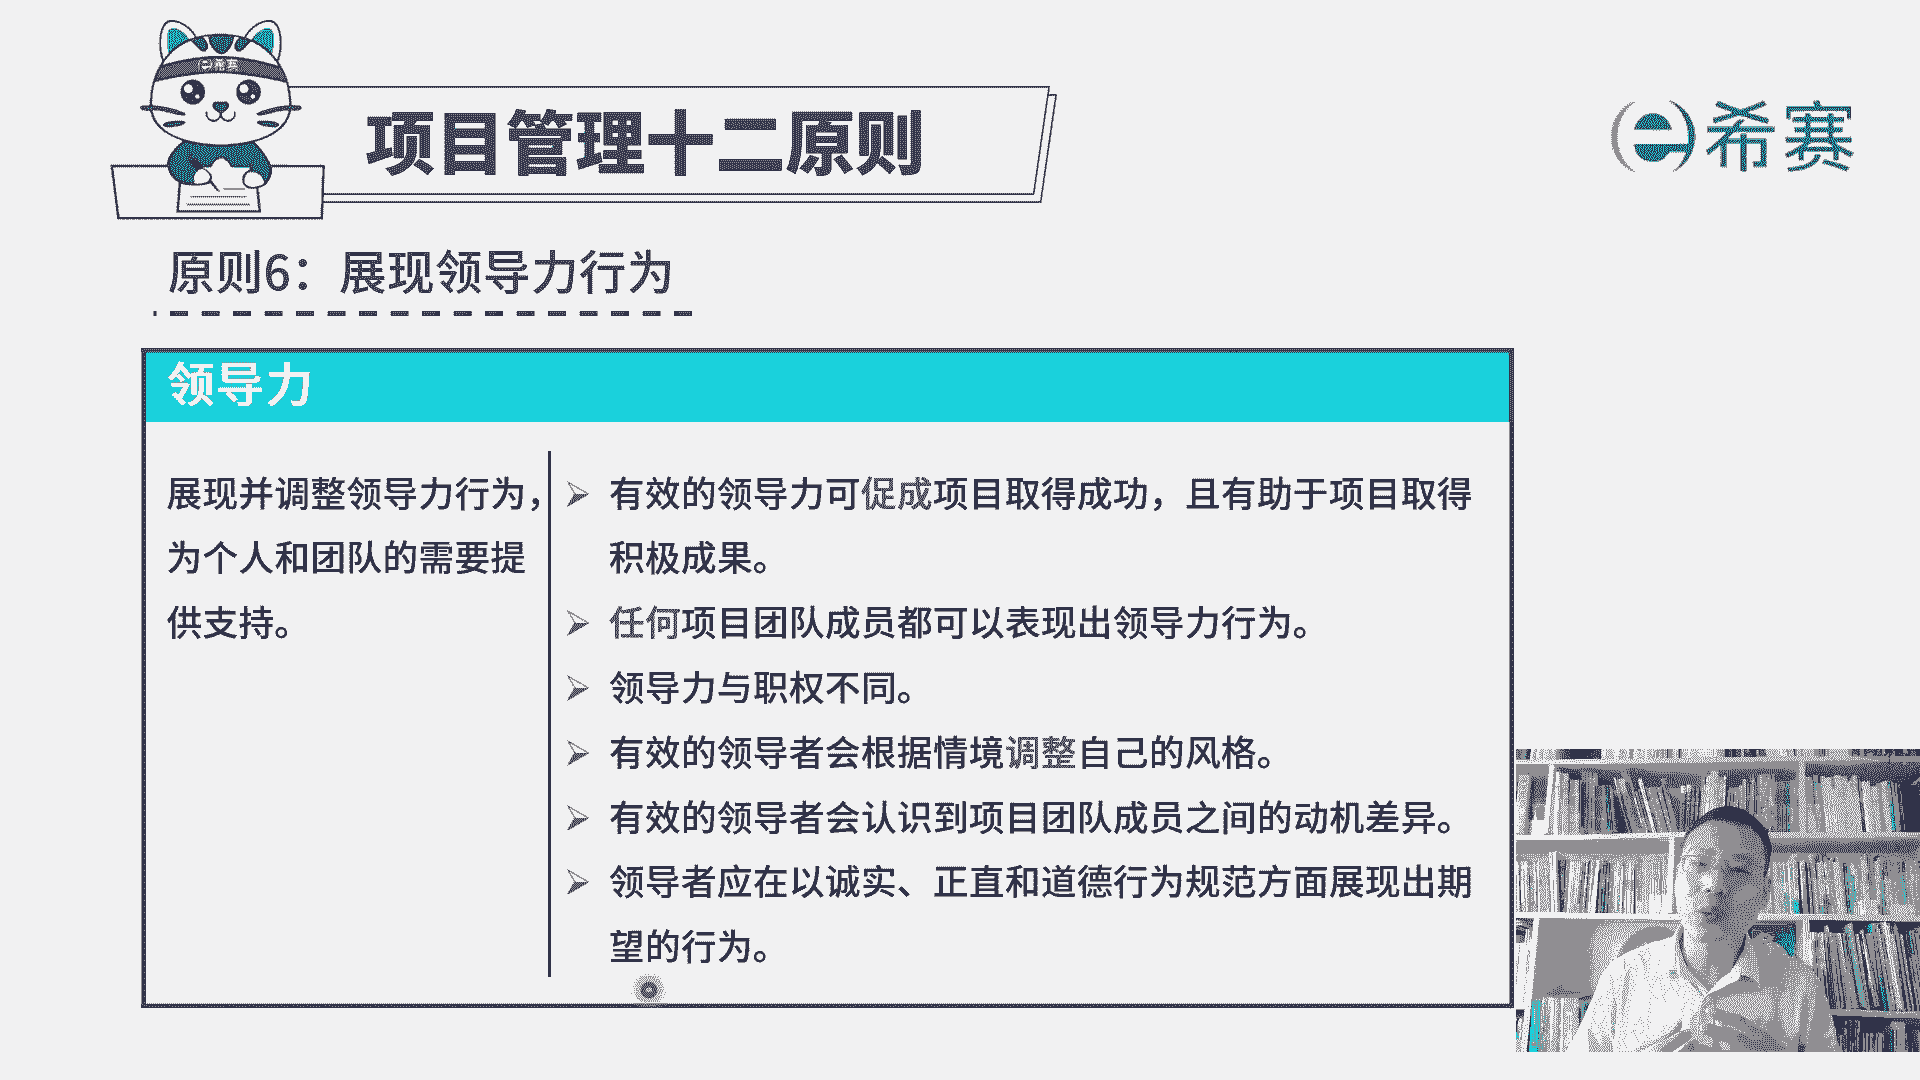 希赛
项目管理十二原则
希赛
原则6：展现领导力行为
领导力
展现并调整领导力行为，
为个人和团队的需要提
供支持。
有效的领导力可促成项目取得成功，且有助于项目取得
积极成果。
任何项目团队成员都可以表现出领导力行为。
领导力与职权不同。
有效的领导者会根据情境调整自己的风格。
有效的领导者会认识到项目团队成员之间的动机差异。
领导者应在以诚实、正直和道德行为规范方面展现出期
望的行为。